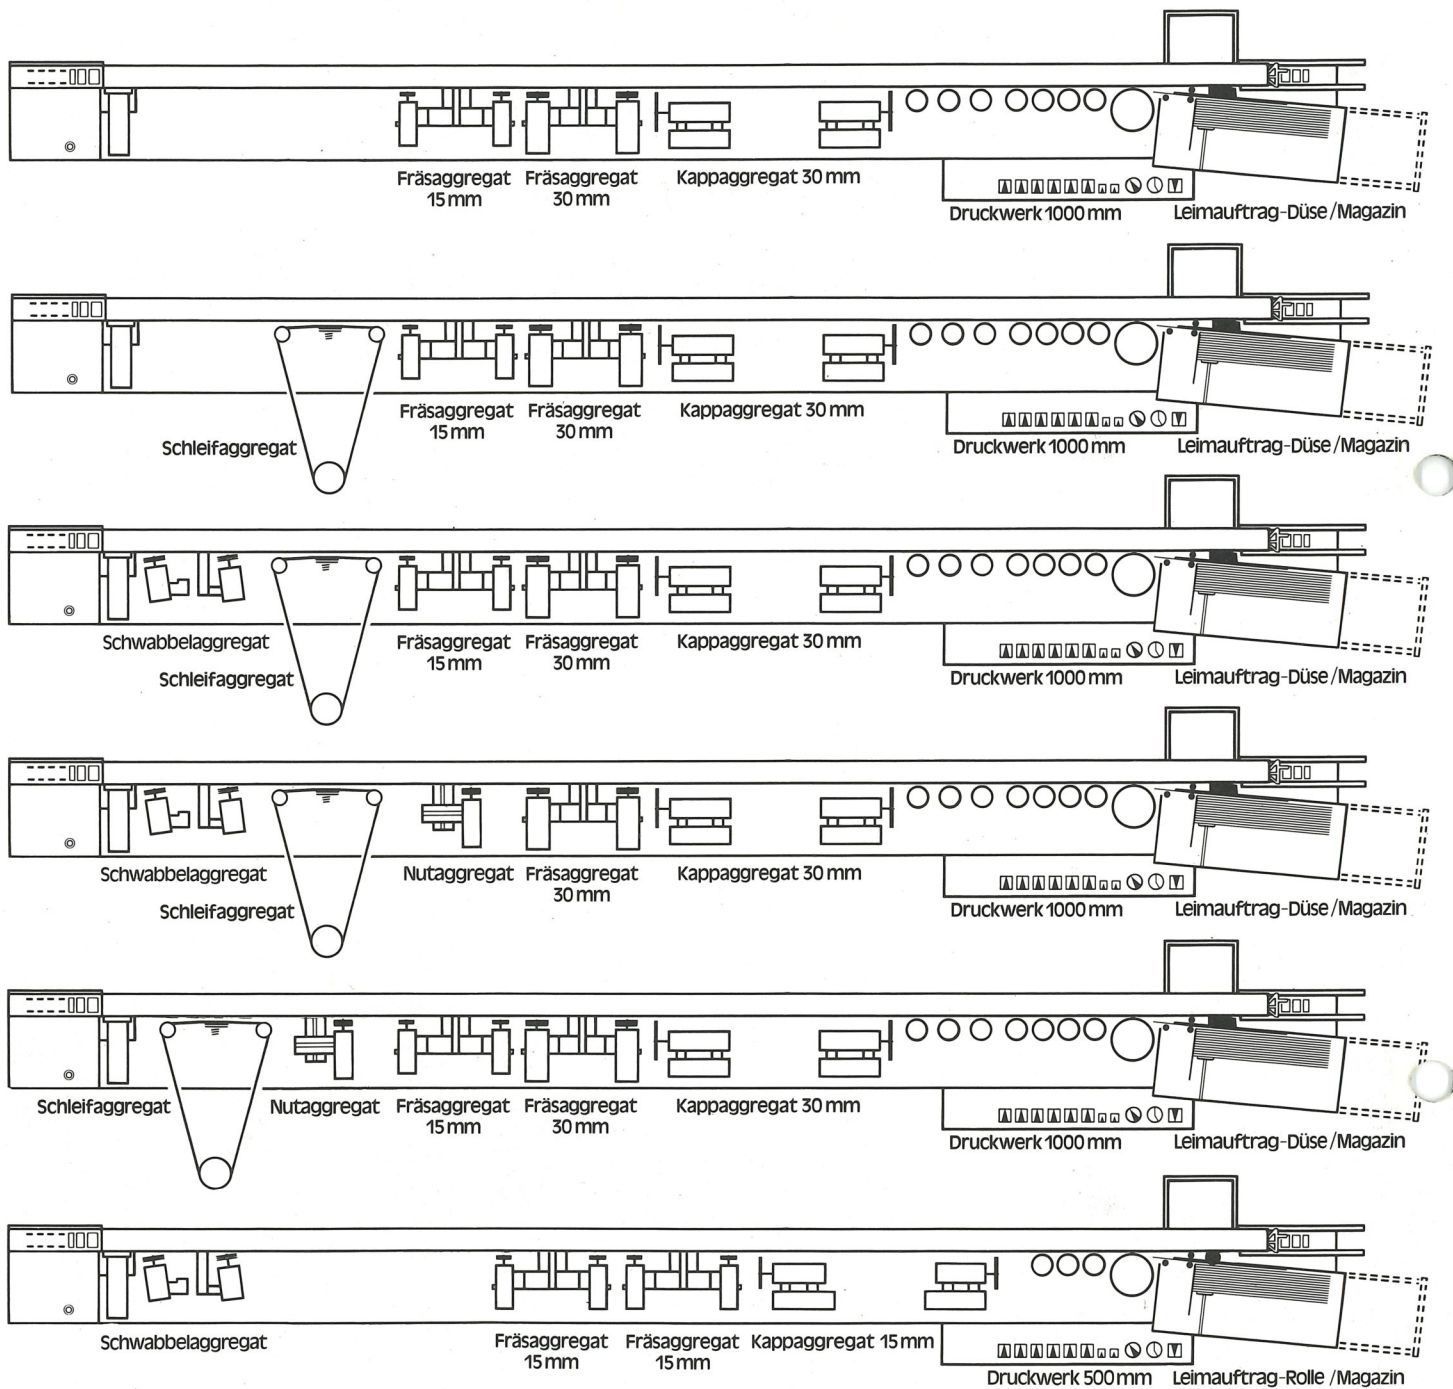 Fräsaggregat Fräsaggregat Kappaggregat 30 mm
15 mm 30 mm
Druckwerk 1000 mm Leimauftrag-Düse/Magazin
Fräsaggregat Fräsaggregat Kappaggregat 30 mm
15 mm 30 mm
Schleifaggregat Druckwerk 1000 mm Leimauftrag-Düse/Magazin
Schwabbelaggregat Fräsaggregat Fräsaggregat Kappaggregat 30 mm
15 mm 30 mm
Schleifaggregat Druckwerk 1000 mm Leimauftrag-Düse/Magazin
Schwabbelaggregat Nutaggregat Fräsaggregat Kappaggregat 30 mm
30 mm
Schleifaggregat Druckwerk 1000 mm Leimauftrag-Düse/Magazin
Schleifaggregat Nutaggregat Fräsaggregat Fräsaggregat Kappaggregat 30 mm
15 mm 30 mm
Druckwerk 1000 mm Leimauftrag-Düse/Magazin
Schwabbelaggregat Fräsaggregat Fräsaggregat Kappaggregat 15 mm
15 mm 15 mm
Druckwerk 500 mm Leimauftrag-Rolle/Magazin